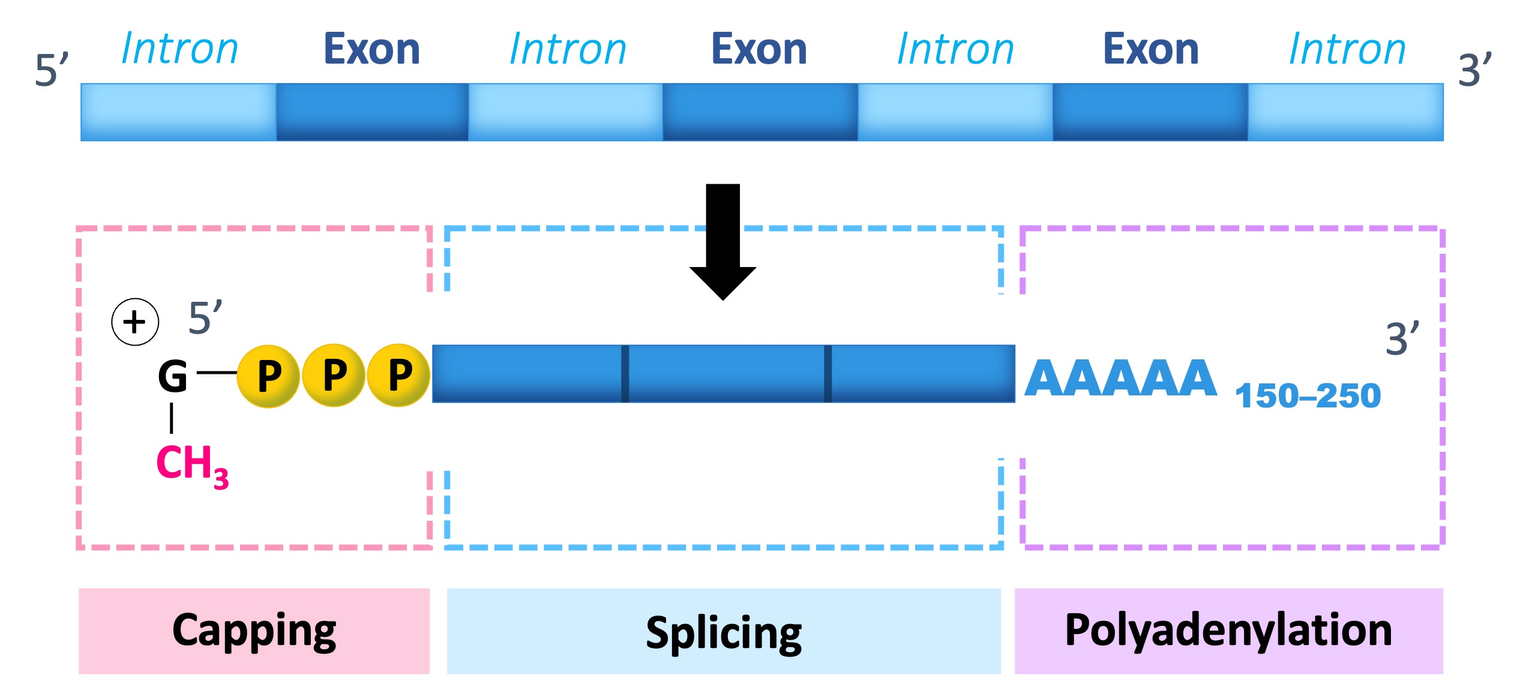 5’ Intron Exon Intron Exon Intron Exon Intron 3’
+ 5’ 3’
G P P P AAAAA 150–250
CH3
Capping Splicing Polyadenylation